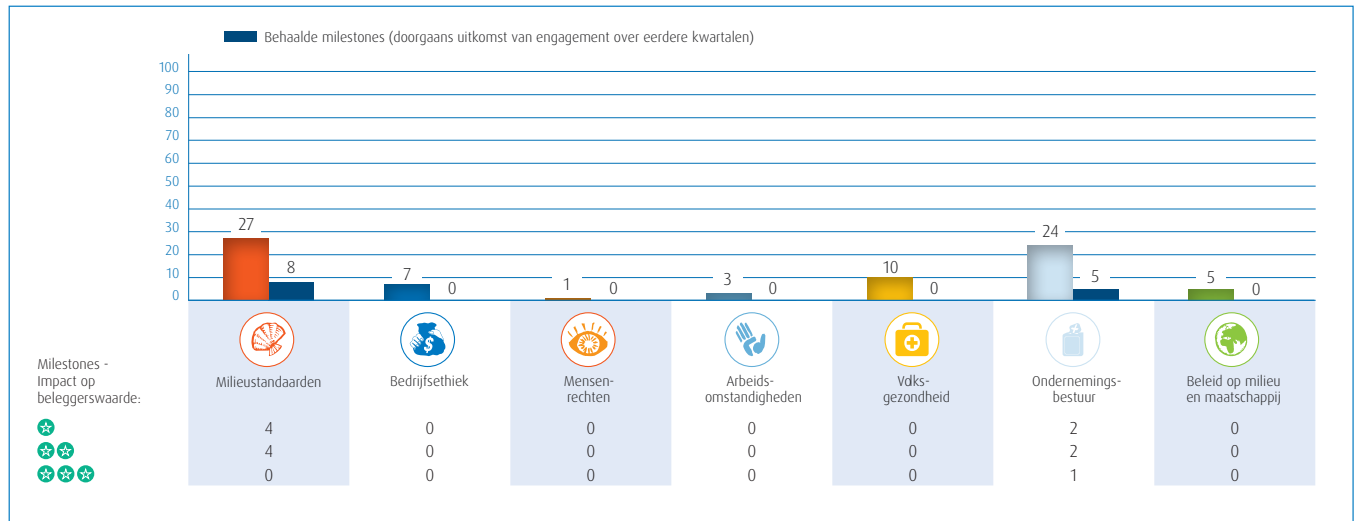 Behaalde milestones (doorgaans uitkomst van engagement over eerdere kwartalen)
100
90
80
70
60
50
40
30
20
10
0
27
8
7
0
1
0
3
0
10
0
24
5
5
0
$
Milestones -
Impact op
beleggerswaarde:
Milieustandaarden
Bedrijfsethiek
Mensen-
rechten
Arbeids-
omstandigheden
Volks-
gezondheid
Ondernemings-
bestuur
Beleid op milieu
en maatschappij
4 0 0 0 0 2 0
4 0 0 0 0 2 0
0 0 0 0 0 1 0